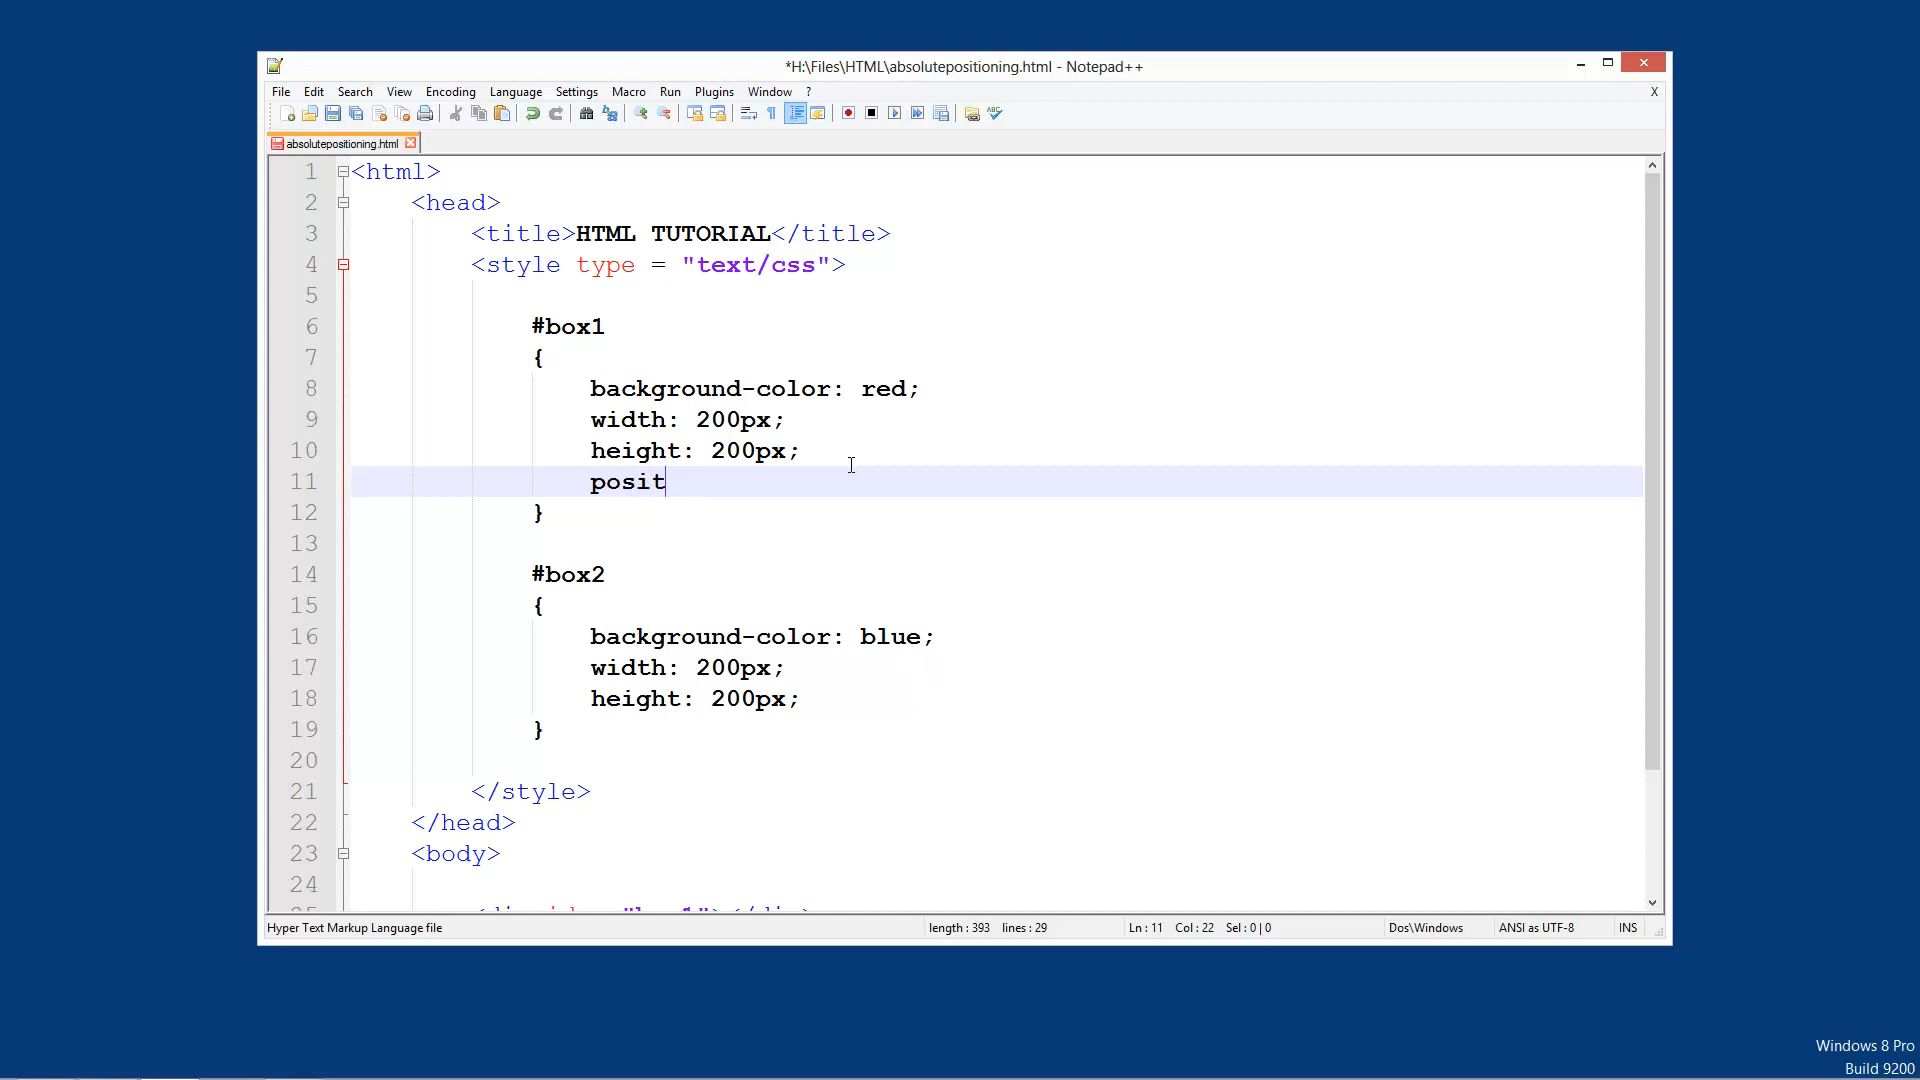 *H:\Files\HTML\absolutepositioning.html - Notepad++
File Edit Search View Encoding Language Settings Macro Run Plugins Window ? X
absolutepositioning.html
1 <html>
2 <head>
3 <title>HTML TUTORIAL</title>
4 <style type = "text/css">
5
6 #box1
7 {
8 background-color: red;
9 width: 200px;
10 height: 200px;
11 posit
12 }
13
14 #box2
15 {
16 background-color: blue;
17 width: 200px;
18 height: 200px;
19 }
20
21 </style>
22 </head>
23 <body>
24
Hyper Text Markup Language file length : 393 lines : 29 Ln : 11 Col : 22 Sel : 0 | 0 Dos\Windows ANSI as UTF-8 INS
Windows 8 Pro
Build 9200